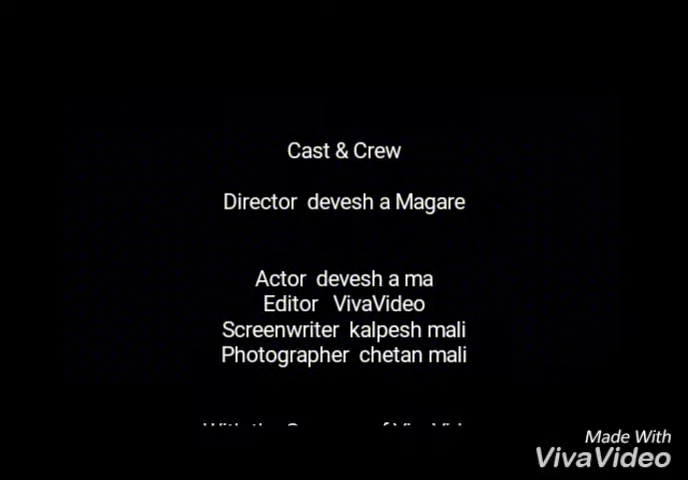 Cast & Crew
Director devesh a Magare
Actor devesh a ma
Editor VivaVideo
Screenwriter kalpesh mali
Photographer chetan mali
Made With
VivaVideo